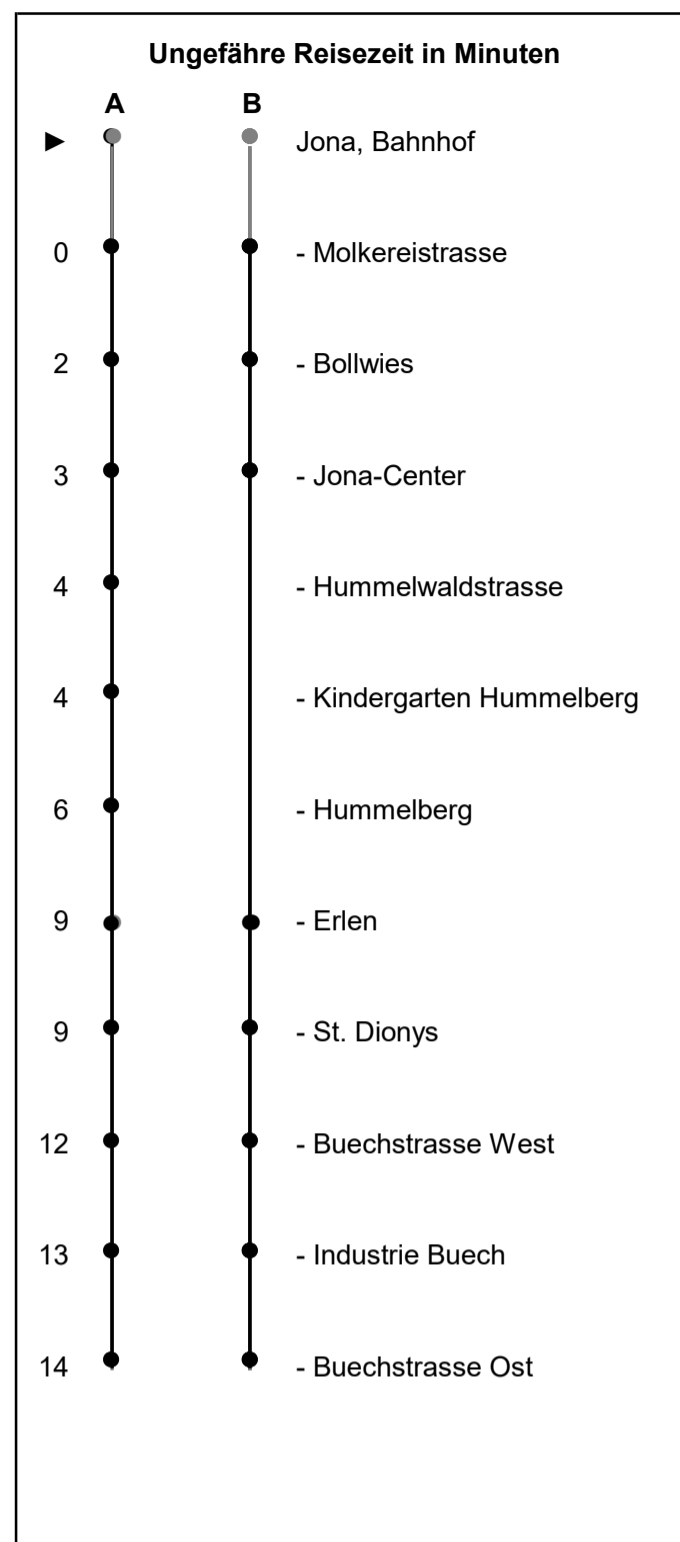 Ungefähre Reisezeit in Minuten
A B
► Jona, Bahnhof
0 - Molkereistrasse
2 - Bollwies
3 - Jona-Center
4 - Hummelwaldstrasse
4 - Kindergarten Hummelberg
6 - Hummelberg
9 - Erlen
9 - St. Dionys
12 - Buechstrasse West
13 - Industrie Buech
14 - Buechstrasse Ost